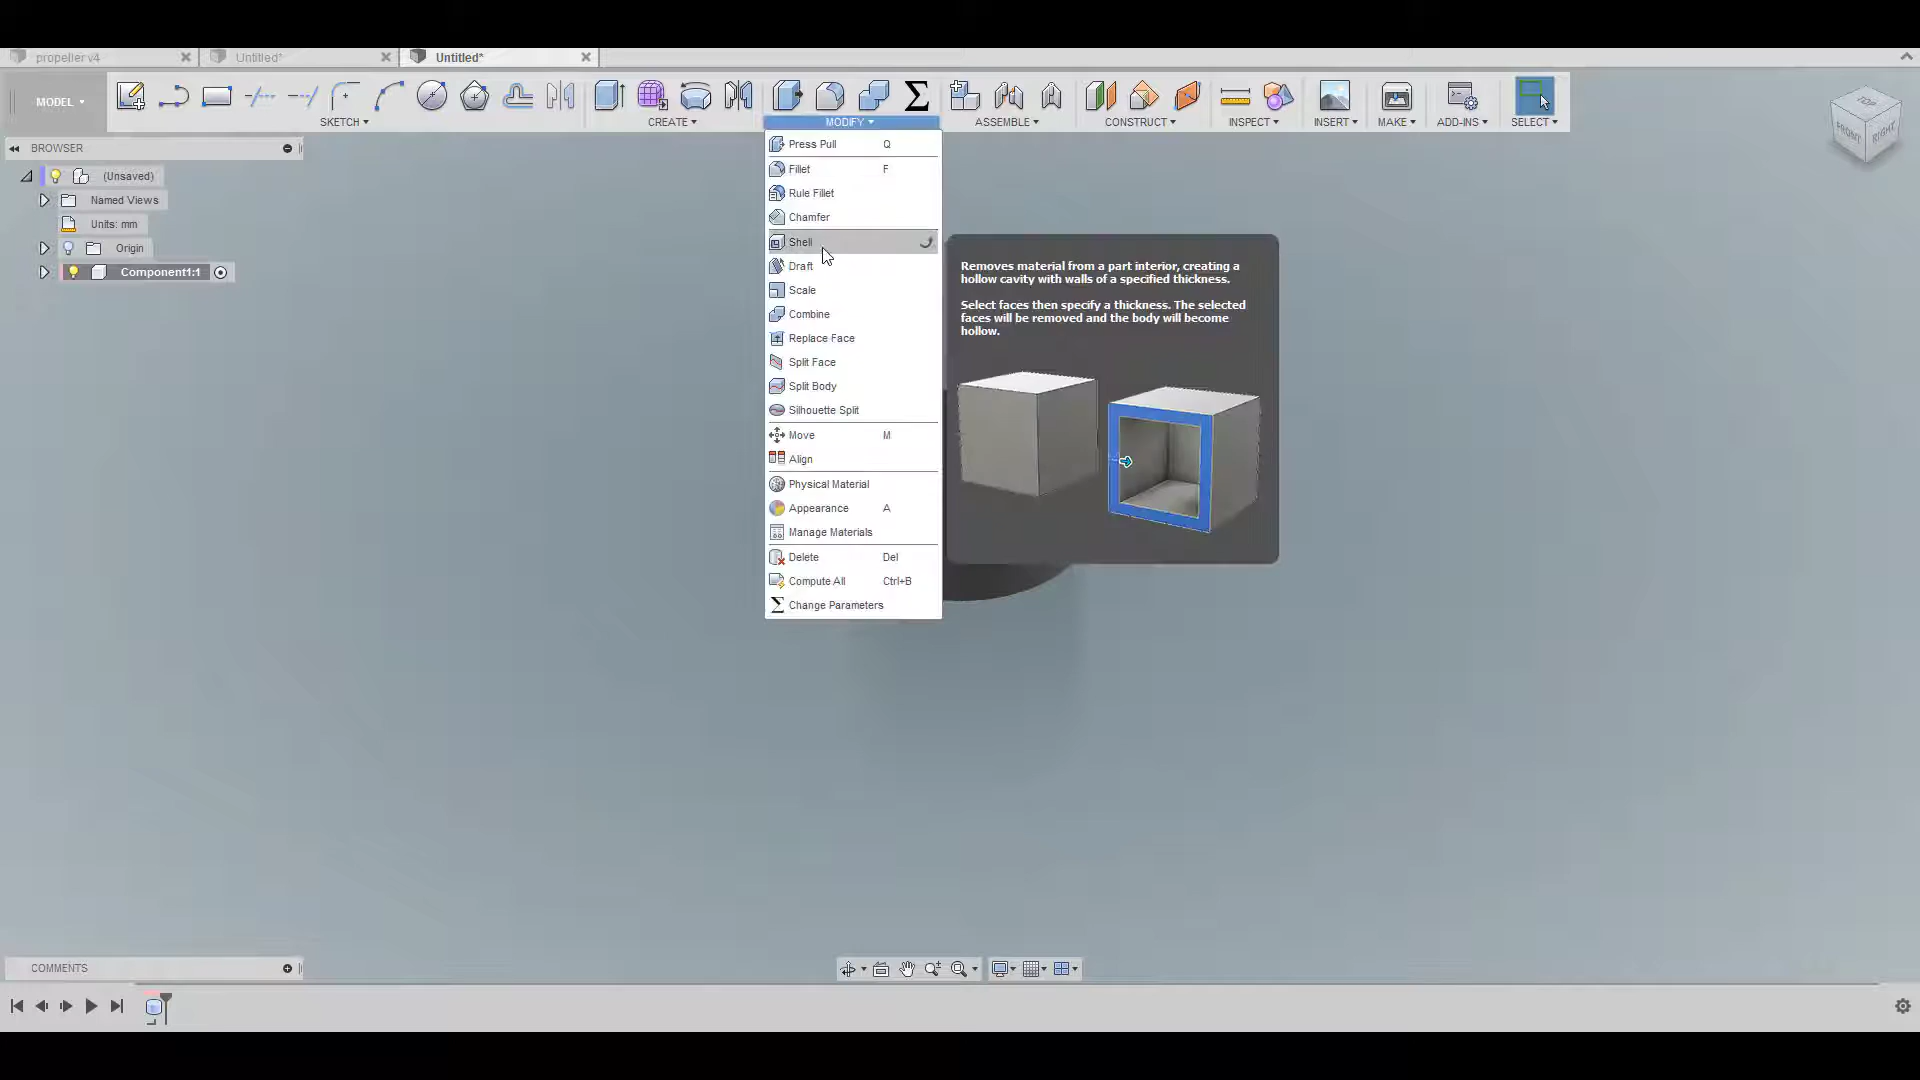 propeller v4
Untitled*
Untitled*
MODEL
SKETCH
CREATE
MODIFY
ASSEMBLE
CONSTRUCT
INSPECT
INSERT
MAKE
ADD-INS
SELECT
TOP
FRONT
RIGHT
BROWSER
(Unsaved)
Named Views
Units: mm
Origin
Component1:1
Press Pull Q
Fillet F
Rule Fillet
Chamfer
Shell
Draft
Scale
Combine
Replace Face
Split Face
Split Body
Silhouette Split
Move M
Align
Physical Material
Appearance A
Manage Materials
Delete Del
Compute All Ctrl+B
Change Parameters
Removes material from a part interior, creating a
hollow cavity with walls of a specified thickness.
Select faces then specify a thickness. The selected
faces will be removed and the body will become
hollow.
COMMENTS